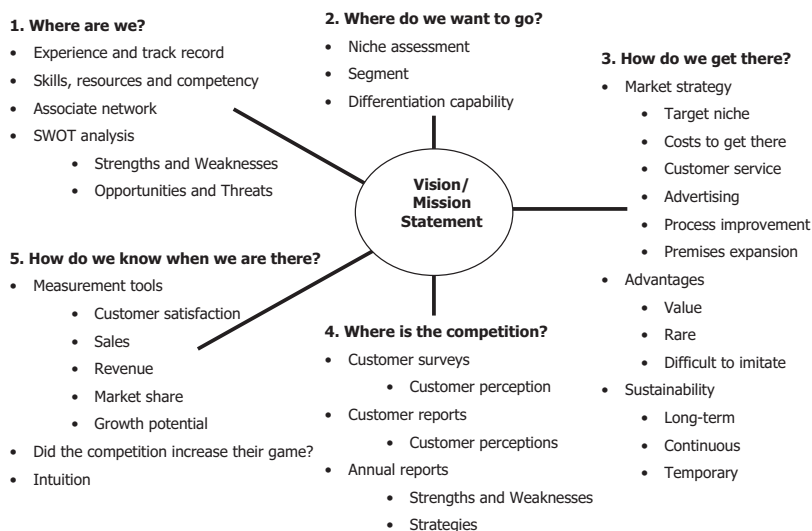 1. Where are we?
• Experience and track record
• Skills, resources and competency
• Associate network
• SWOT analysis
• Strengths and Weaknesses
• Opportunities and Threats
2. Where do we want to go?
• Niche assessment
• Segment
• Differentiation capability
3. How do we get there?
• Market strategy
• Target niche
• Costs to get there
• Customer service
• Advertising
• Process improvement
• Premises expansion
• Advantages
• Value
• Rare
• Difficult to imitate
• Sustainability
• Long-term
• Continuous
• Temporary
Vision/
Mission
Statement
5. How do we know when we are there?
• Measurement tools
• Customer satisfaction
• Sales
• Revenue
• Market share
• Growth potential
• Did the competition increase their game?
• Intuition
4. Where is the competition?
• Customer surveys
• Customer perception
• Customer reports
• Customer perceptions
• Annual reports
• Strengths and Weaknesses
• Strategies